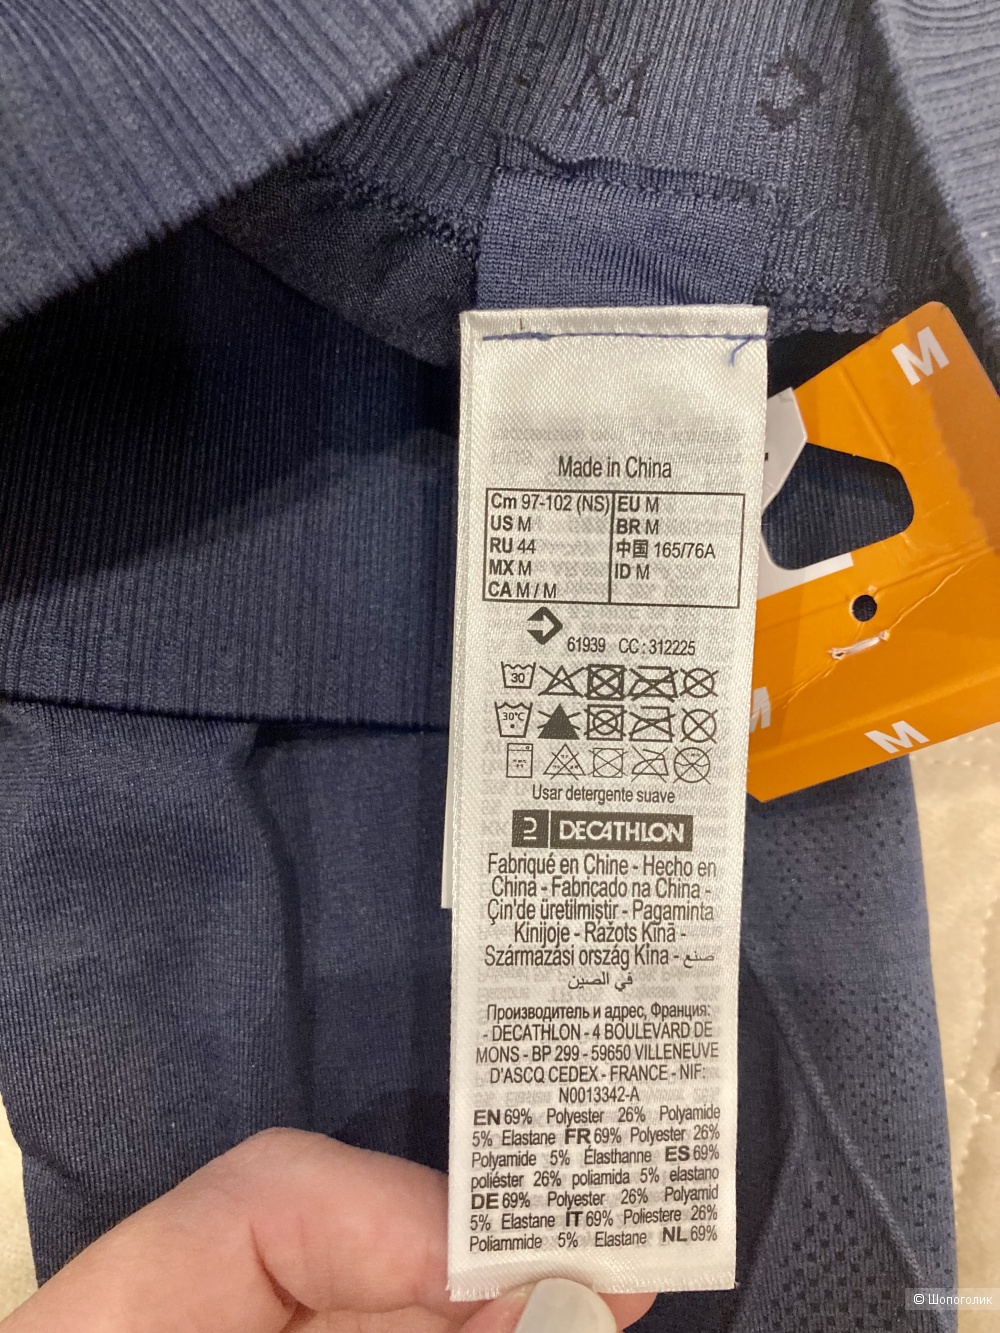 M
M
Made in China
Cm 97-102 (NS) EU M
US M BR M
RU 44 中国 165/76A
MX M ID M
CA M / M
61939 CC : 312225
30
30°C
Usar detergente suave
DECATHLON
Fabriqué en Chine - Hecho en
China - Fabricado na China -
Çin'de üretilmiştir - Pagaminta
Kinijoje - Ražots Ķīnā -
Származási ország Kína - صنع
في الصين
Производитель и адрес, Франция:
- DECATHLON - 4 BOULEVARD DE
MONS - BP 299 - 59650 VILLENEUVE
D'ASCQ CEDEX - FRANCE - NIF:
N0013342-A
EN 69% Polyester 26% Polyamide
5% Elastane FR 69% Polyester 26%
Polyamide 5% Élasthanne ES 69%
poliéster 26% poliamida 5% elastano
DE 69% Polyester 26% Polyamid
5% Elastane IT 69% Poliestere 26%
Poliammide 5% Elastane NL 69%
M
M
© Шопоголик